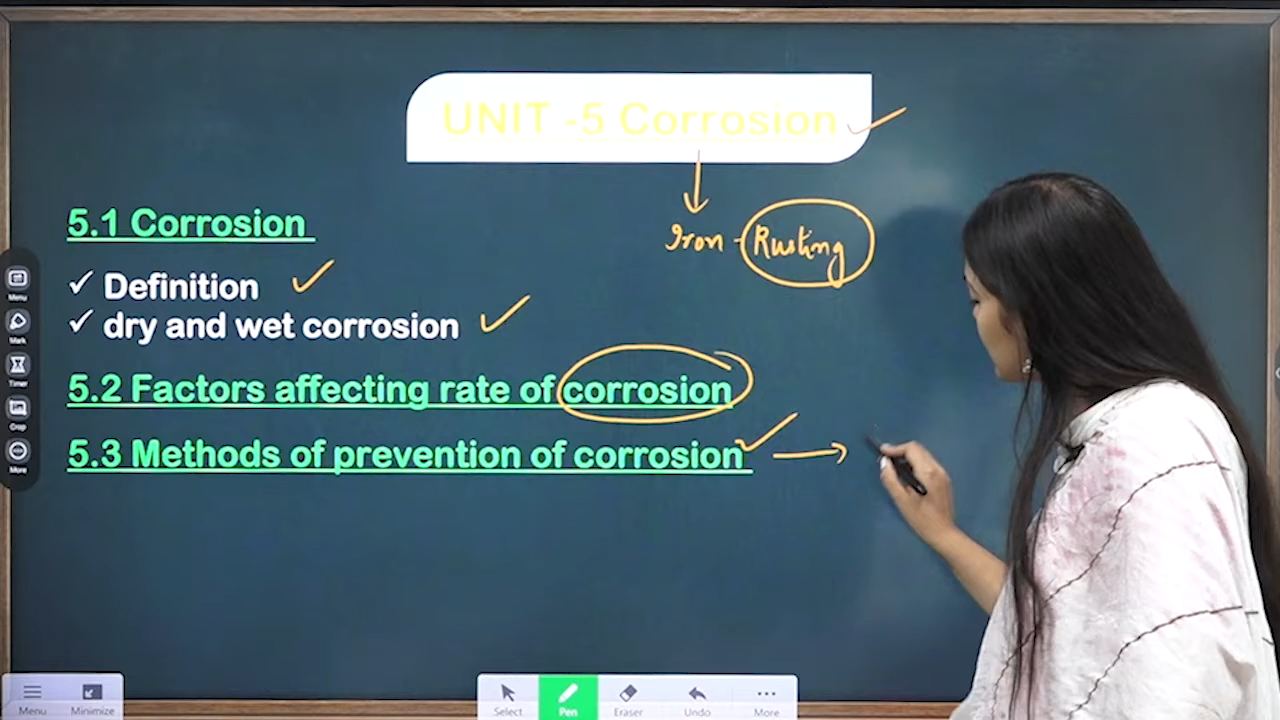 UNIT -5 Corrosion
Iron - Rusting
5.1 Corrosion
✓ Definition
✓ dry and wet corrosion
5.2 Factors affecting rate of corrosion
5.3 Methods of prevention of corrosion
Menu
Mark
Timer
Crop
More
Menu
Minimize
Select
Pen
Eraser
Undo
More